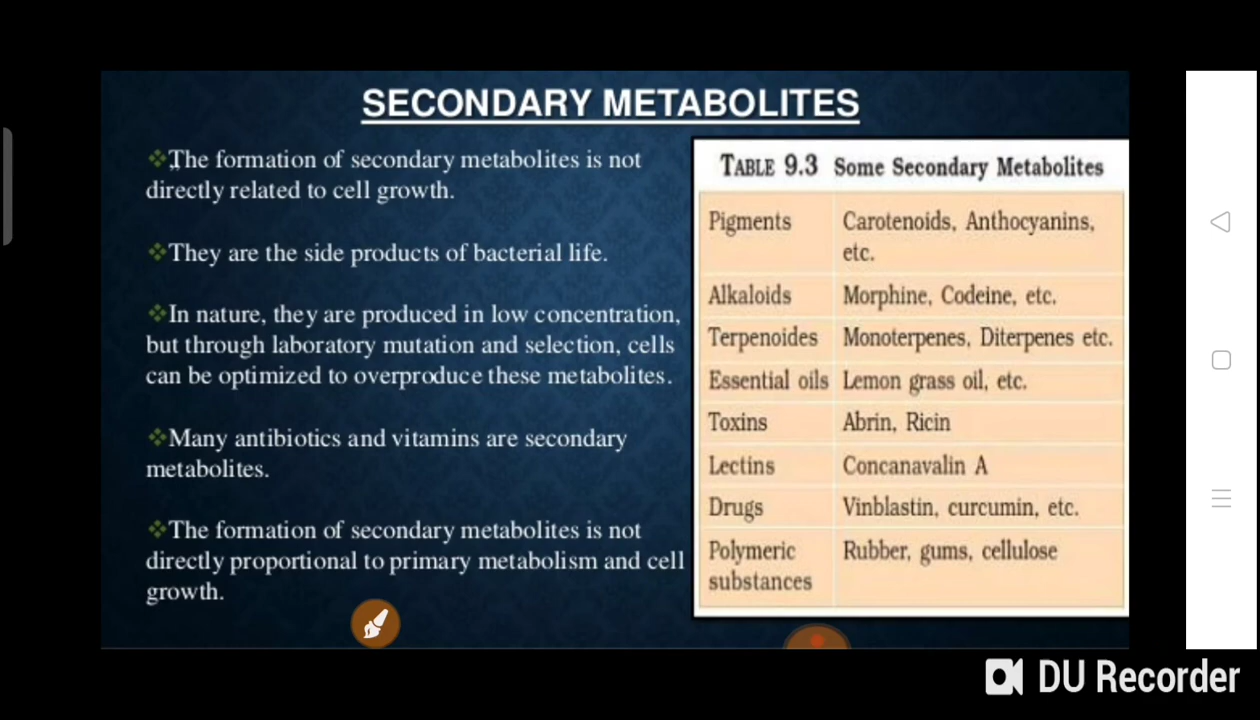 SECONDARY METABOLITES
The formation of secondary metabolites is not
directly related to cell growth.
They are the side products of bacterial life.
In nature, they are produced in low concentration,
but through laboratory mutation and selection, cells
can be optimized to overproduce these metabolites.
Many antibiotics and vitamins are secondary
metabolites.
The formation of secondary metabolites is not
directly proportional to primary metabolism and cell
growth.
TABLE 9.3 Some Secondary Metabolites
Pigments Carotenoids, Anthocyanins,
etc.
Alkaloids Morphine, Codeine, etc.
Terpenoides Monoterpenes, Diterpenes etc.
Essential oils Lemon grass oil, etc.
Toxins Abrin, Ricin
Lectins Concanavalin A
Drugs Vinblastin, curcumin, etc.
Polymeric Rubber, gums, cellulose
substances
DU Recorder